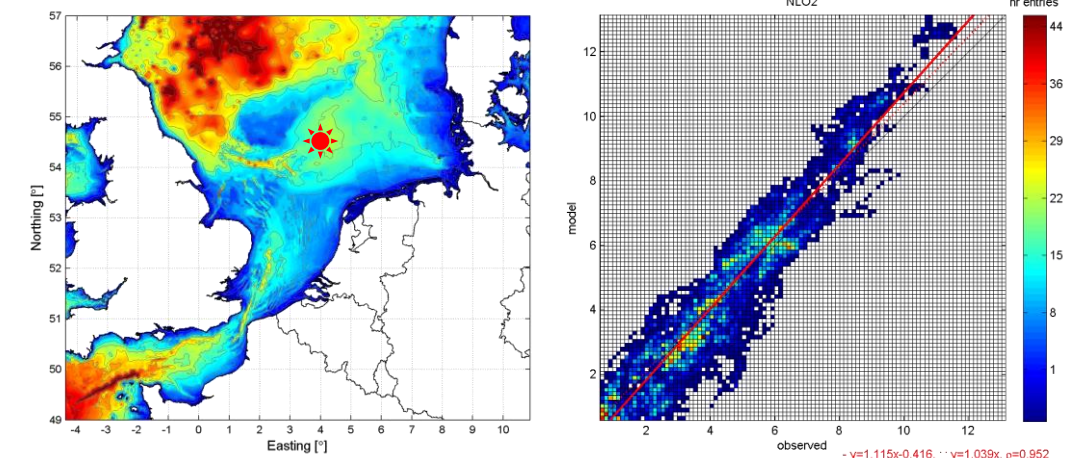 57
56
55
54
53
52
51
50
49
-4 -3 -2 -1 0 1 2 3 4 5 6 7 8 9 10
Northing [°]
Easting [°]
NLO2
nr entries
12
10
8
6
4
2
model
2 4 6 8 10 12
observed
44
36
29
22
15
8
1
- y=1.115x-0.416, ·· y=1.039x, ρ=0.952